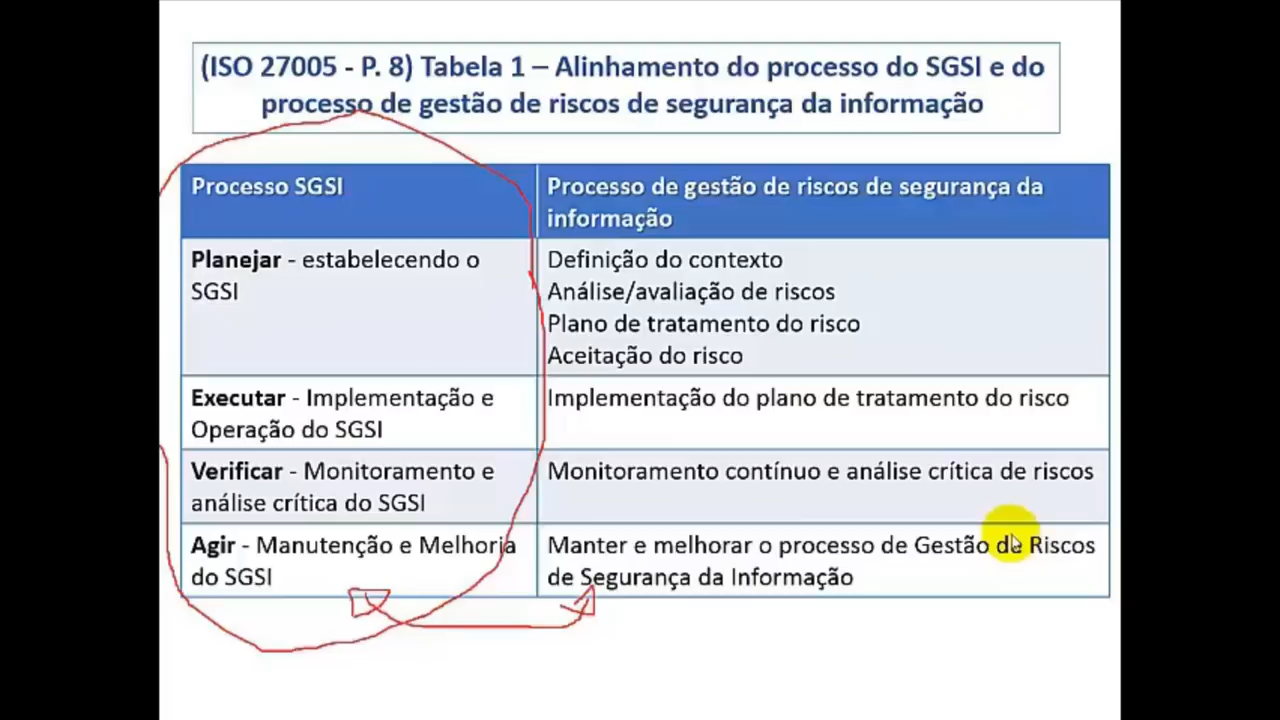 (ISO 27005 - P. 8) Tabela 1 – Alinhamento do processo do SGSI e do
processo de gestão de riscos de segurança da informação
Processo SGSI
Processo de gestão de riscos de segurança da
informação
Planejar - estabelecendo o
SGSI
Definição do contexto
Análise/avaliação de riscos
Plano de tratamento do risco
Aceitação do risco
Executar - Implementação e
Operação do SGSI
Implementação do plano de tratamento do risco
Verificar - Monitoramento e
análise crítica do SGSI
Monitoramento contínuo e análise crítica de riscos
Agir - Manutenção e Melhoria
do SGSI
Manter e melhorar o processo de Gestão de Riscos
de Segurança da Informação